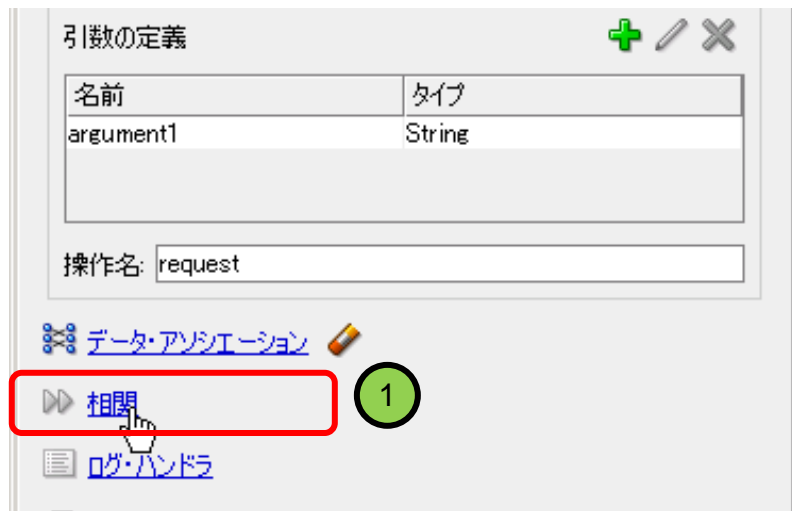 引数の定義
名前 タイプ
argument1 String
操作名: request
データ・アソシエーション
相関
1
ログ・ハンドラ